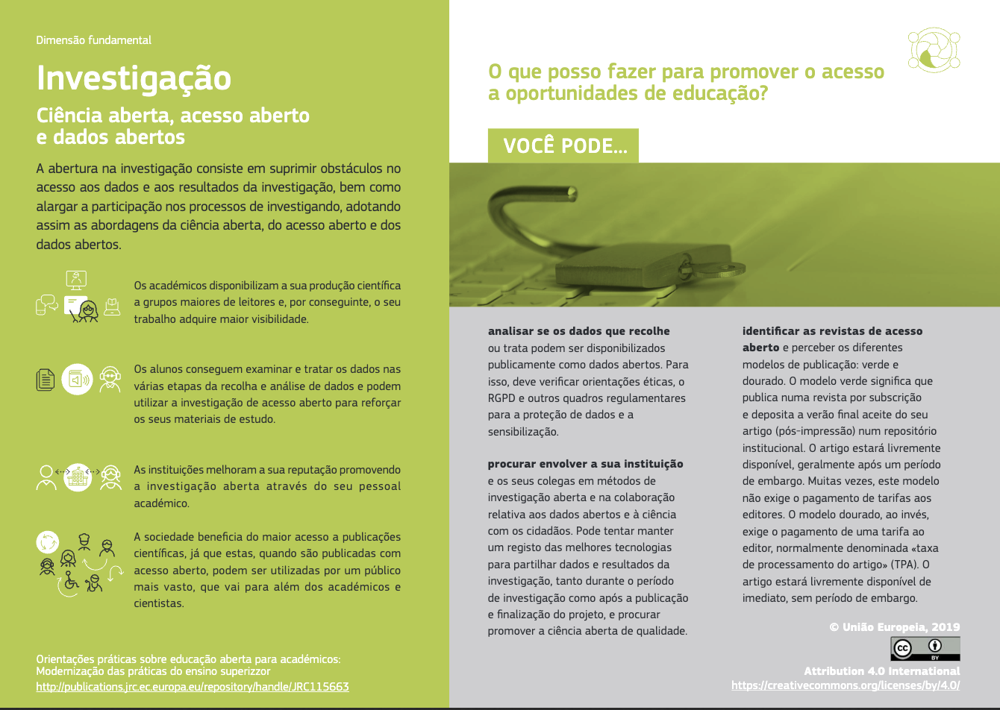 Dimensão fundamental
Investigação
Ciência aberta, acesso aberto
e dados abertos
A abertura na investigação consiste em suprimir obstáculos no
acesso aos dados e aos resultados da investigação, bem como
alargar a participação nos processos de investigando, adotando
assim as abordagens da ciência aberta, do acesso aberto e dos
dados abertos.
Os académicos disponibilizam a sua produção científica
a grupos maiores de leitores e, por conseguinte, o seu
trabalho adquire maior visibilidade.
Os alunos conseguem examinar e tratar os dados nas
várias etapas da recolha e análise de dados e podem
utilizar a investigação de acesso aberto para reforçar
os seus materiais de estudo.
As instituições melhoram a sua reputação promovendo
a investigação aberta através do seu pessoal
académico.
A sociedade beneficia do maior acesso a publicações
científicas, já que estas, quando são publicadas com
acesso aberto, podem ser utilizadas por um público
mais vasto, que vai para além dos académicos e
cientistas.
Orientações práticas sobre educação aberta para académicos:
Modernização das práticas do ensino superizzor
http://publications.jrc.ec.europa.eu/repository/handle/JRC115663
O que posso fazer para promover o acesso
a oportunidades de educação?
VOCÊ PODE...
analisar se os dados que recolhe
ou trata podem ser disponibilizados
publicamente como dados abertos. Para
isso, deve verificar orientações éticas, o
RGPD e outros quadros regulamentares
para a proteção de dados e a
sensibilização.
procurar envolver a sua instituição
e os seus colegas em métodos de
investigação aberta e na colaboração
relativa aos dados abertos e à ciência
com os cidadãos. Pode tentar manter
um registo das melhores tecnologias
para partilhar dados e resultados da
investigação, tanto durante o período
de investigação como após a publicação
e finalização do projeto, e procurar
promover a ciência aberta de qualidade.
identificar as revistas de acesso
aberto e perceber os diferentes
modelos de publicação: verde e
dourado. O modelo verde significa que
publica numa revista por subscrição
e deposita a verão final aceite do seu
artigo (pós-impressão) num repositório
institucional. O artigo estará livremente
disponível, geralmente após um período
de embargo. Muitas vezes, este modelo
não exige o pagamento de tarifas aos
editores. O modelo dourado, ao invés,
exige o pagamento de uma tarifa ao
editor, normalmente denominada «taxa
de processamento do artigo» (TPA). O
artigo estará livremente disponível de
imediato, sem período de embargo.
© União Europeia, 2019
cc BY
Attribution 4.0 International
https://creativecommons.org/licenses/by/4.0/